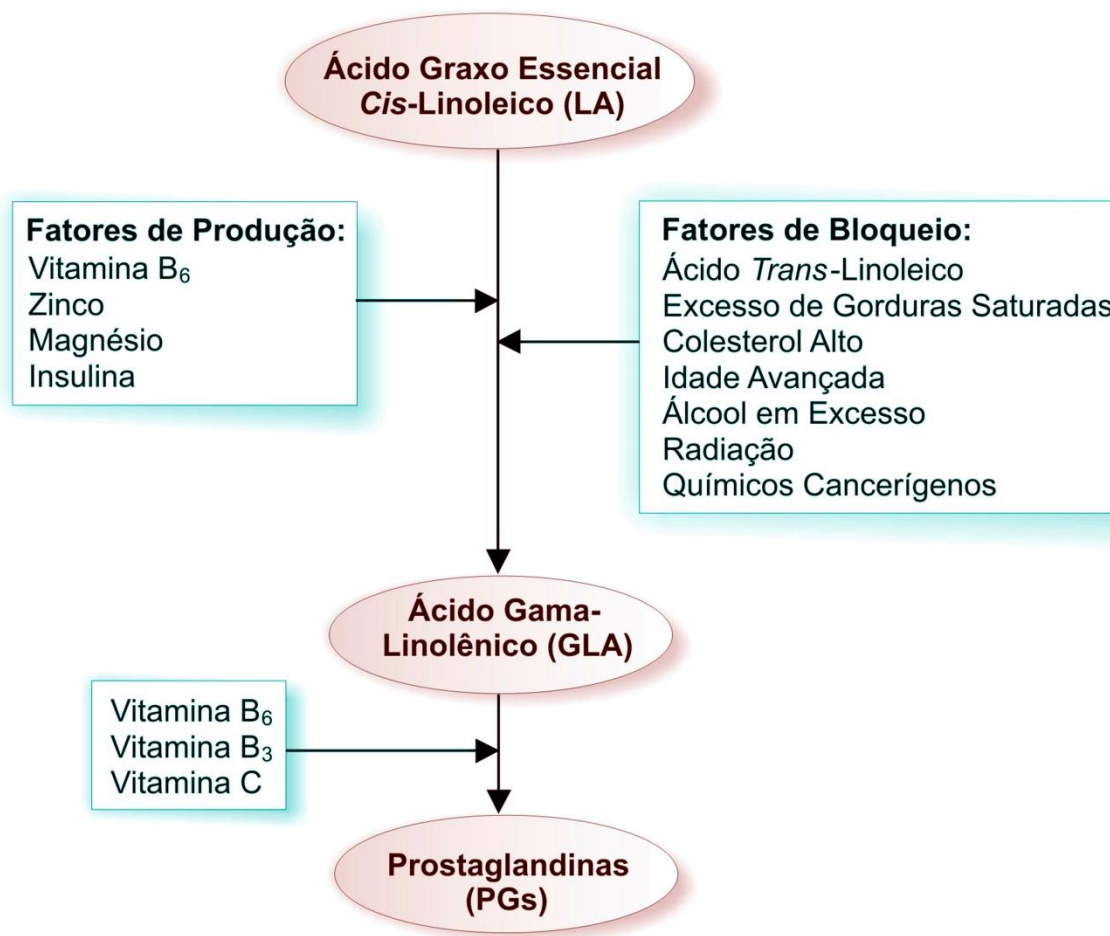 Ácido Graxo Essencial
Cis-Linoleico (LA)
Fatores de Produção:
Vitamina B₆
Zinco
Magnésio
Insulina
Fatores de Bloqueio:
Ácido Trans-Linoleico
Excesso de Gorduras Saturadas
Colesterol Alto
Idade Avançada
Álcool em Excesso
Radiação
Químicos Cancerígenos
Ácido Gama-
Linolênico (GLA)
Vitamina B₆
Vitamina B₃
Vitamina C
Prostaglandinas
(PGs)